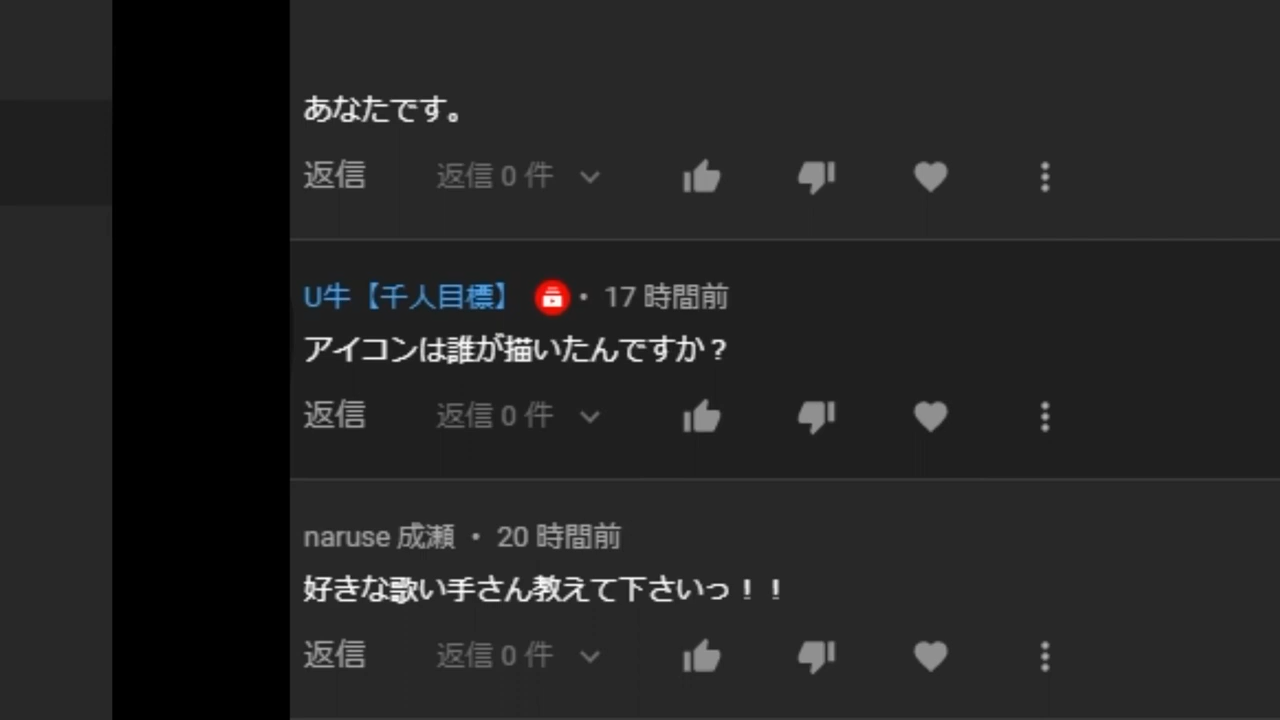 あなたです。
返信 返信 0 件
U牛【千人目標】 • 17 時間前
アイコンは誰が描いたんですか？
返信 返信 0 件
naruse 成瀬 • 20 時間前
好きな歌い手さん教えて下さいっ！！
返信 返信 0 件